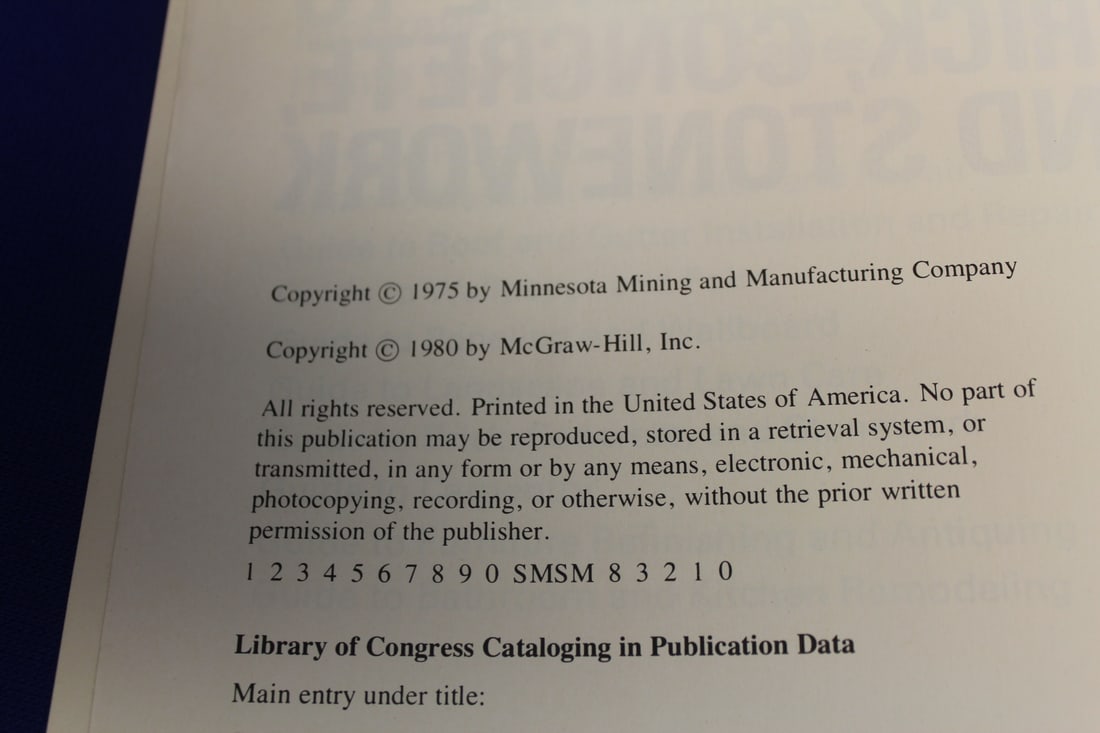 RICK, CONCRETE,
ND STONEWORK
Copyright © 1975 by Minnesota Mining and Manufacturing Company
Copyright © 1980 by McGraw-Hill, Inc.
All rights reserved. Printed in the United States of America. No part of
this publication may be reproduced, stored in a retrieval system, or
transmitted, in any form or by any means, electronic, mechanical,
photocopying, recording, or otherwise, without the prior written
permission of the publisher.
1 2 3 4 5 6 7 8 9 0 SMSM 8 3 2 1 0
Library of Congress Cataloging in Publication Data
Main entry under title: